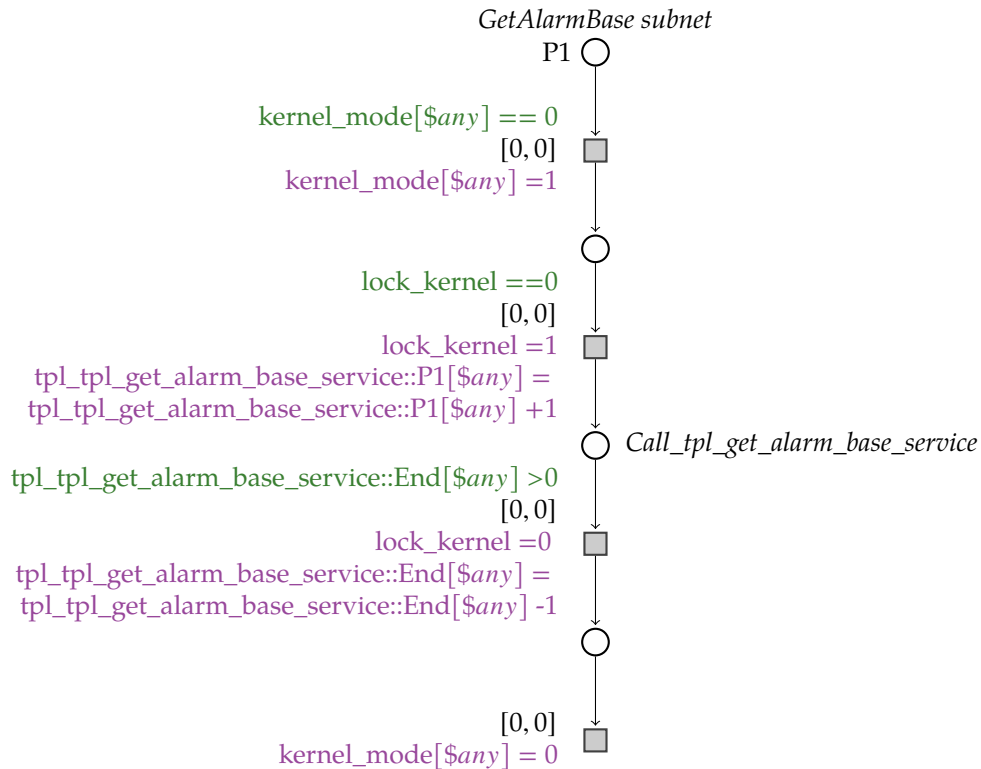 GetAlarmBase subnet
P1
kernel_mode[$any] == 0
[0, 0]
kernel_mode[$any] =1
lock_kernel ==0
[0, 0]
lock_kernel =1
tpl_tpl_get_alarm_base_service::P1[$any] =
tpl_tpl_get_alarm_base_service::P1[$any] +1
Call_tpl_get_alarm_base_service
tpl_tpl_get_alarm_base_service::End[$any] >0
[0, 0]
lock_kernel =0
tpl_tpl_get_alarm_base_service::End[$any] =
tpl_tpl_get_alarm_base_service::End[$any] -1
[0, 0]
kernel_mode[$any] = 0